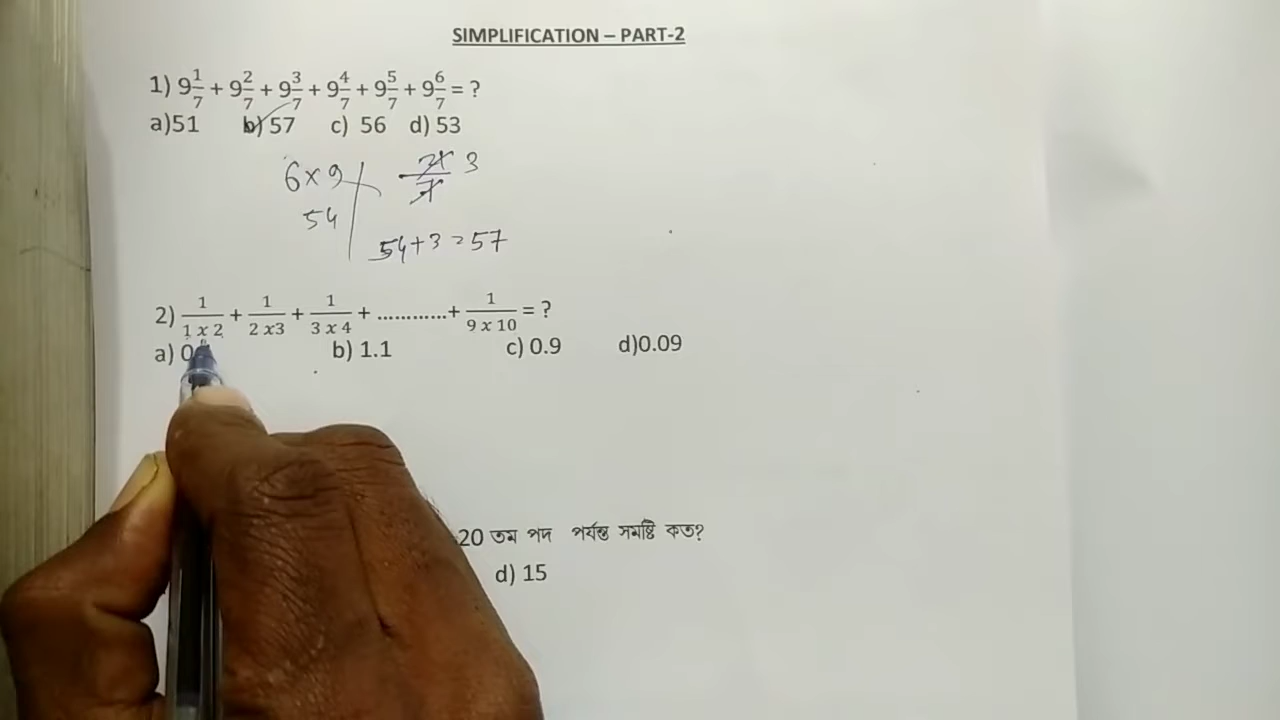 SIMPLIFICATION – PART-2
1) 9 1/7 + 9 2/7 + 9 3/7 + 9 4/7 + 9 5/7 + 9 6/7 = ?
a)51 b) 57 c) 56 d) 53
6 x 9 21/7 3
54
54+3=57
2) 1/(1 x 2) + 1/(2 x3) + 1/(3 x 4) + ............+ 1/(9 x 10) = ?
a) b) 1.1 c) 0.9 d)0.09
20 তম পদ পর্যন্ত সমষ্টি কত?
d) 15